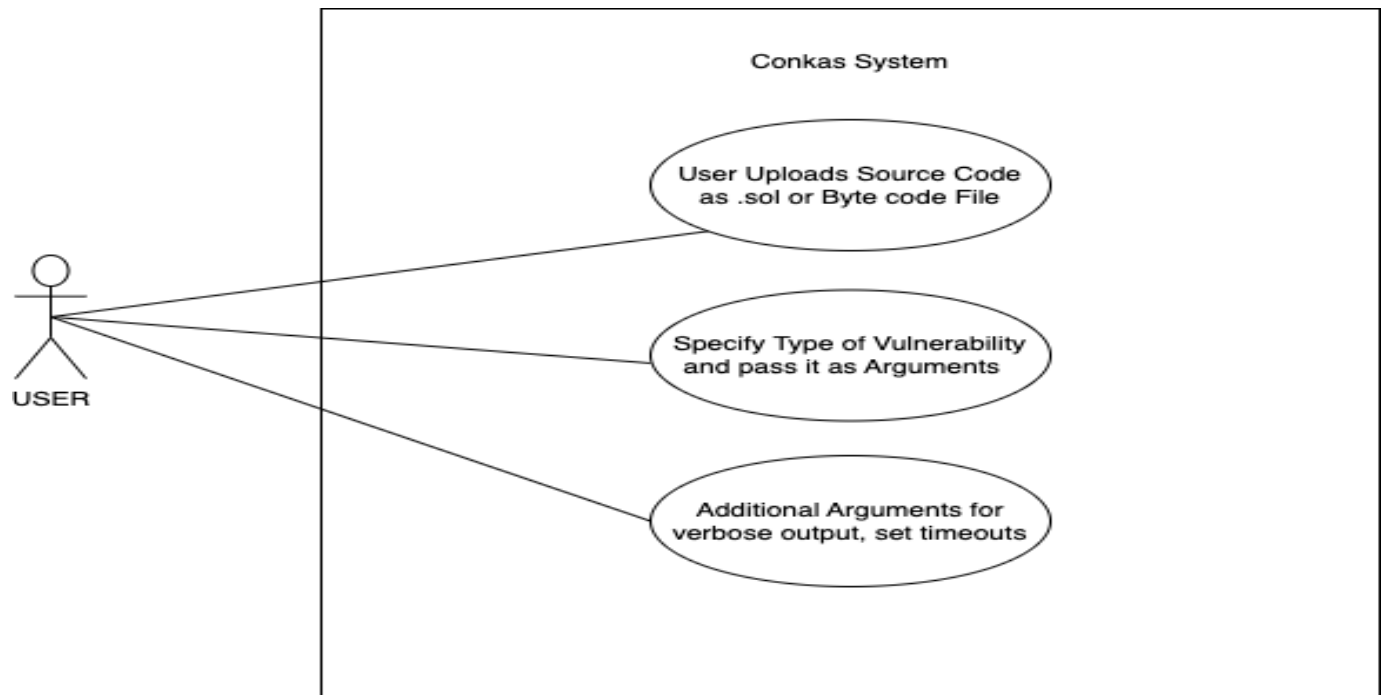 Conkas System
User Uploads Source Code
as .sol or Byte code File
Specify Type of Vulnerability
and pass it as Arguments
USER
Additional Arguments for
verbose output, set timeouts